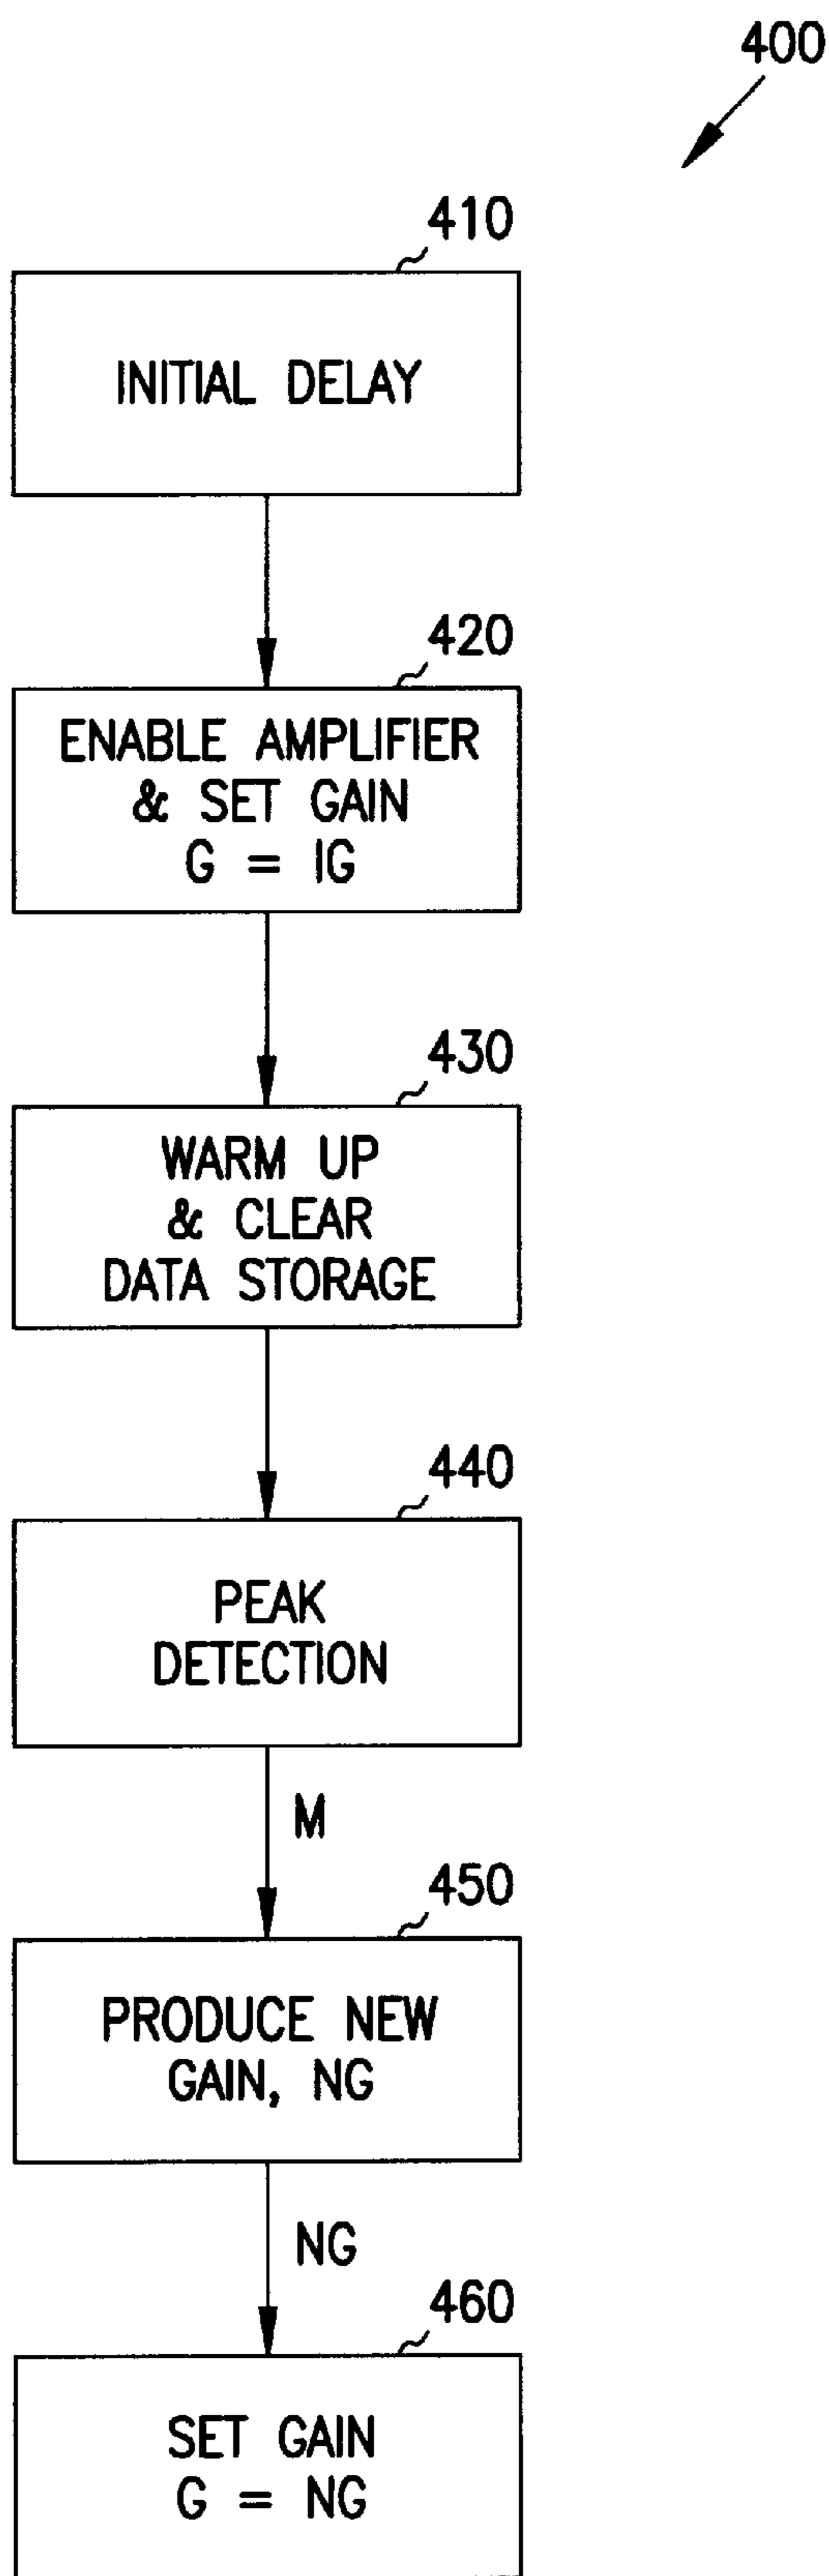 400
410
INITIAL DELAY
420
ENABLE AMPLIFIER
& SET GAIN
G = IG
430
WARM UP
& CLEAR
DATA STORAGE
440
PEAK
DETECTION
M
450
PRODUCE NEW
GAIN, NG
NG
460
SET GAIN
G = NG